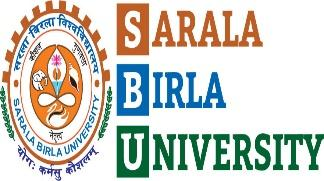 सरला बिरला विश्वविद्यालय
SARALA BIRLA UNIVERSITY
योगः कर्मसु कौशलम्
SARALA
BIRLA
UNIVERSITY